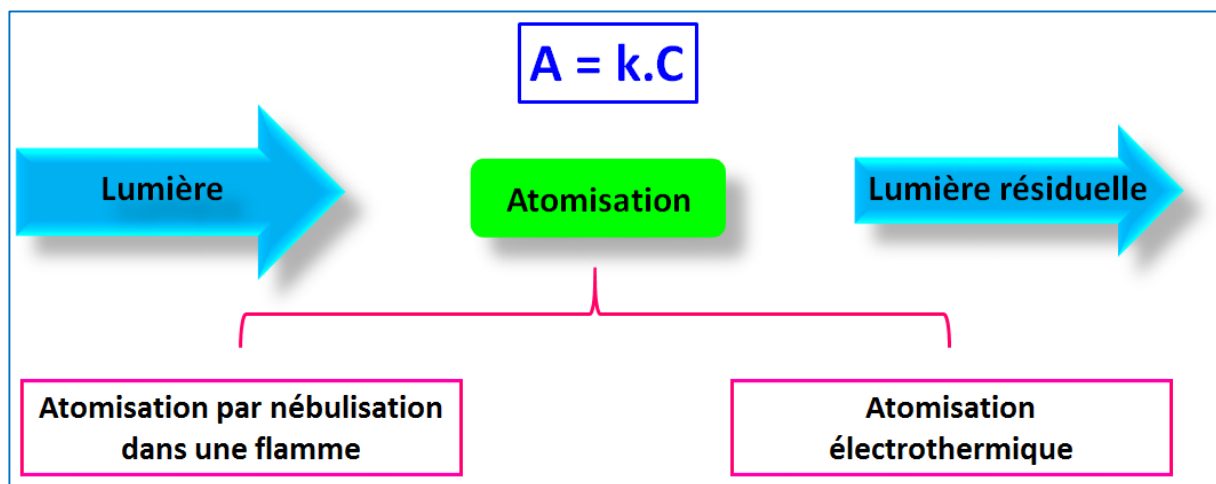 A = k.C
Lumière
Atomisation
Lumière résiduelle
Atomisation par nébulisation
dans une flamme
Atomisation
électrothermique